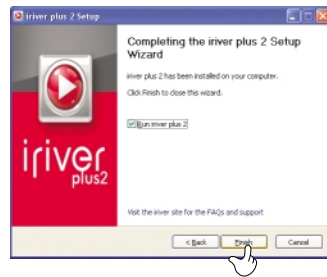 iriver plus 2 Setup
Completing the iriver plus 2 Setup
Wizard
iriver plus 2 has been installed on your computer.
Click Finish to close this wizard.
Run iriver plus 2
iriver
plus2
Visit the iriver site for the FAQs and support
< Back
Finish
Cancel